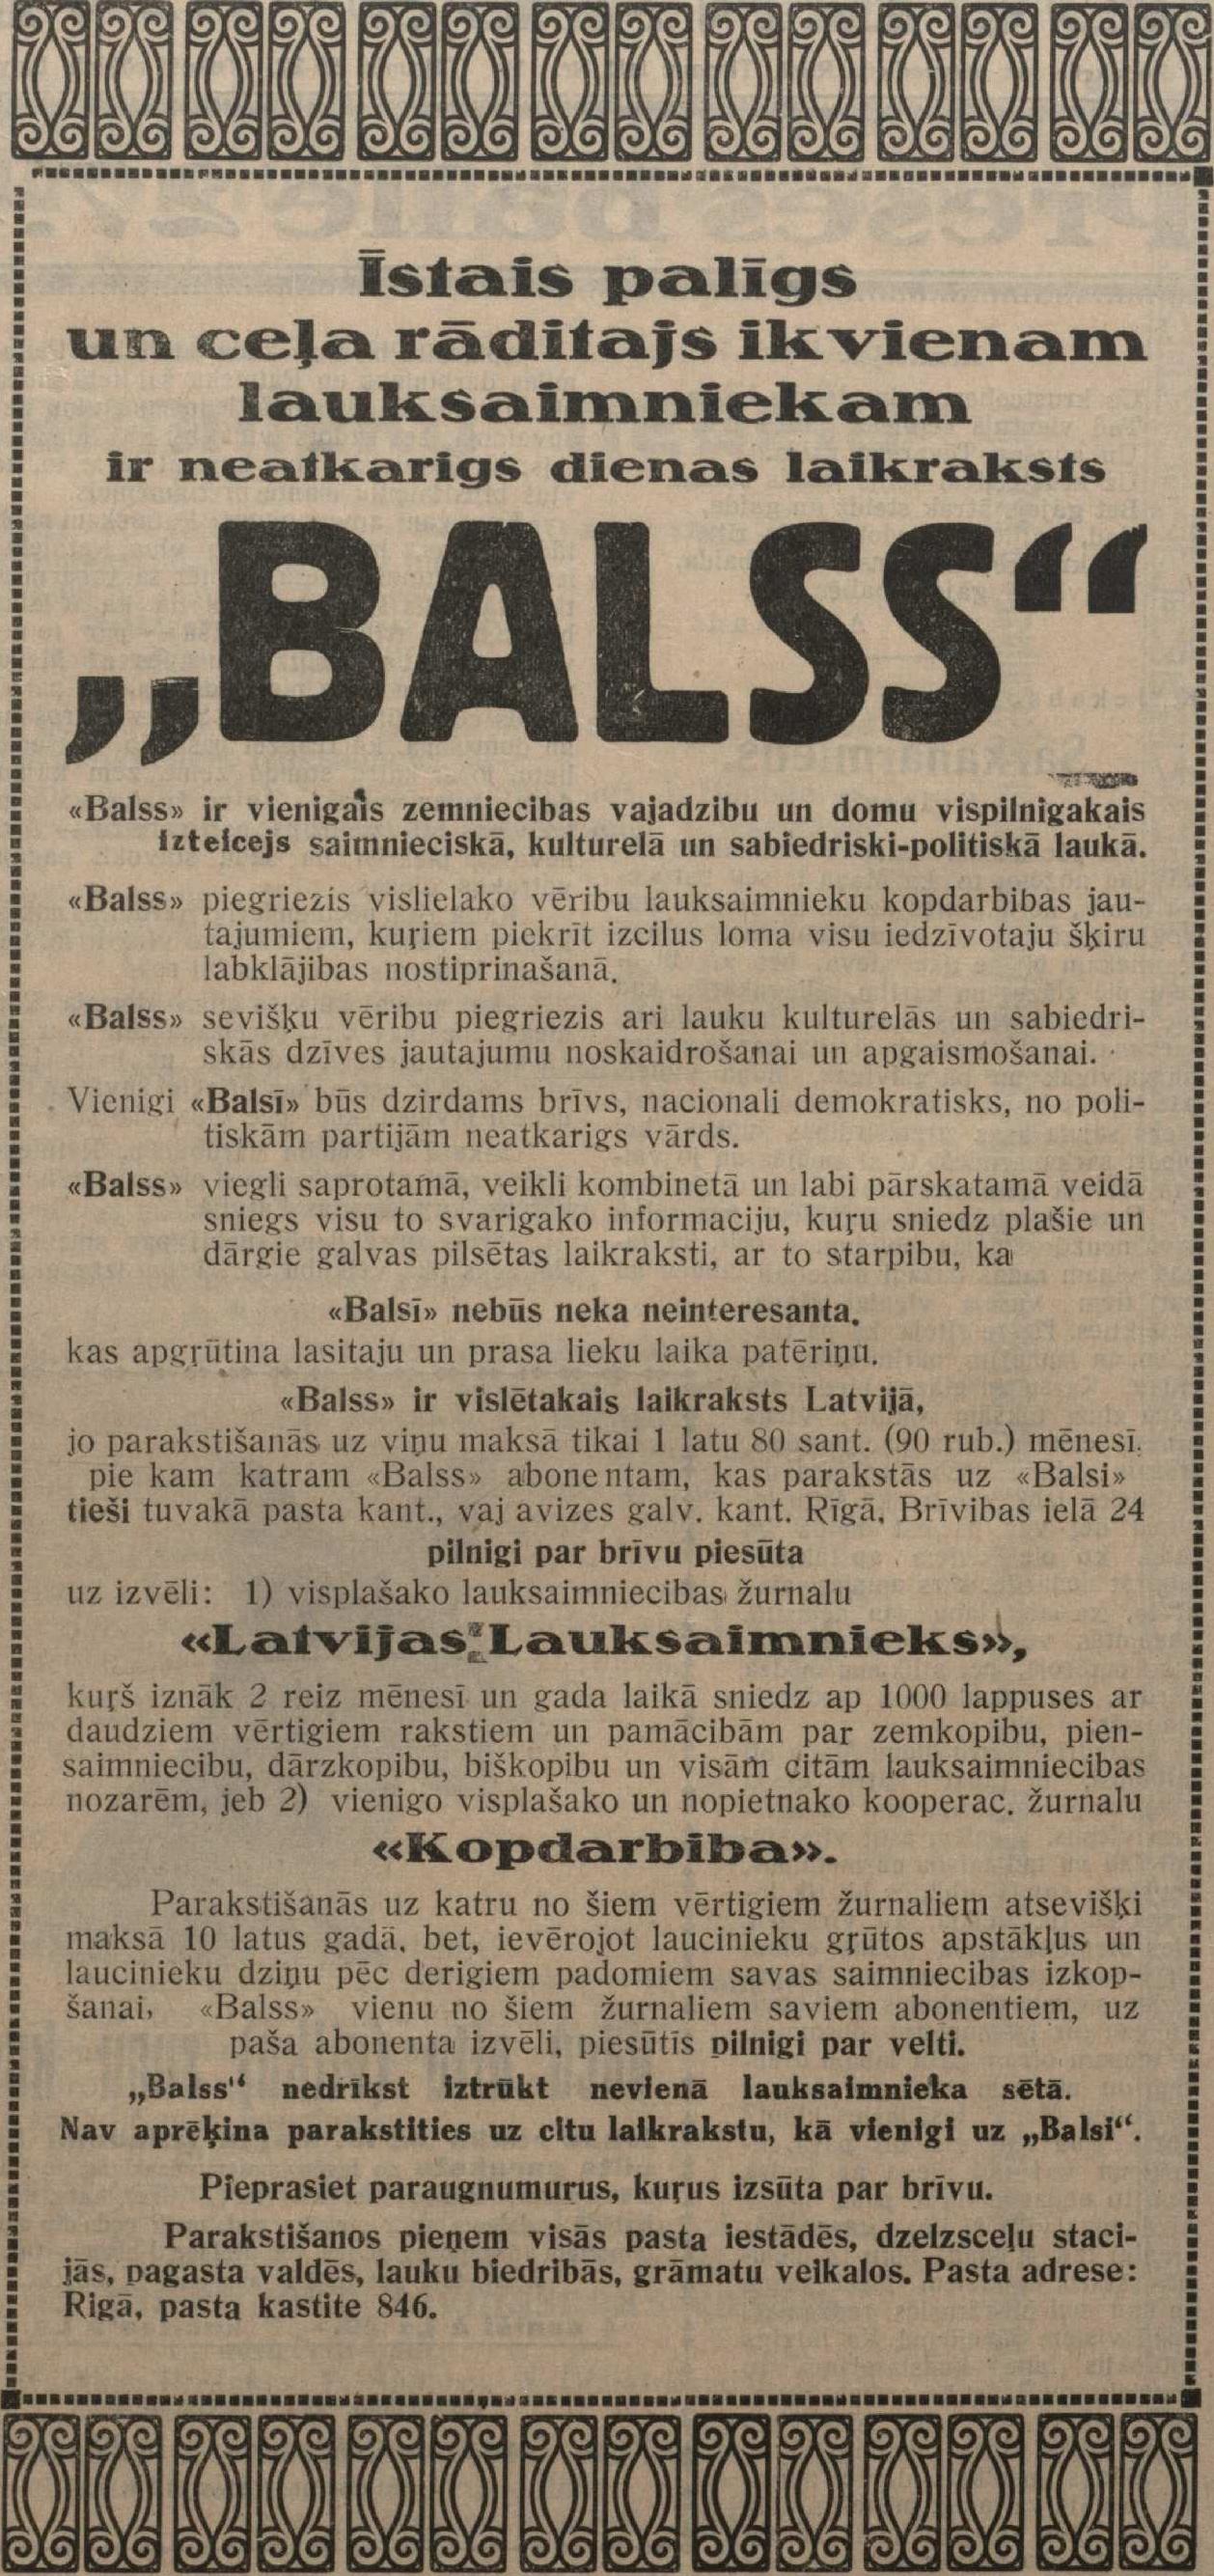 Īstais palīgs
un ceļa rāditajs ikvienam
lauksaimniekam
ir neatkarigs dienas laikraksts
„BALSS“
«Balss» ir vienigais zemniecibas vajadzibu un domu vispilnigakais
izteicejs saimnieciskā, kulturelā un sabiedriski-politiskā laukā.
«Balss» piegriezis vislielako vēribu lauksaimnieku kopdarbibas jau-
tajumiem, kuŗiem piekrīt izcilus loma visu iedzīvotaju šķiru
labklājibas nostiprinašanā.
«Balss» sevišķu vēribu piegriezis ari lauku kulturelās un sabiedri-
skās dzīves jautajumu noskaidrošanai un apgaismošanai.
Vienigi «Balsī» būs dzirdams brīvs, nacionali demokratisks, no poli-
tiskām partijām neatkarigs vārds.
«Balss» viegli saprotamā, veikli kombinetā un labi pārskatamā veidā
sniegs visu to svarigako informaciju, kuŗu sniedz plašie un
dārgie galvas pilsētas laikraksti, ar to starpibu, ka
«Balsī» nebūs neka neinteresanta,
kas apgŗūtina lasitaju un prasa lieku laika patēriņu.
«Balss» ir vislētakais laikraksts Latvijā,
jo parakstišanās uz viņu maksā tikai 1 latu 80 sant. (90 rub.) mēnesī,
pie kam katram «Balss» abonentam, kas parakstās uz «Balsi»
tieši tuvakā pasta kant., vaj avizes galv. kant. Rīgā, Brīvibas ielā 24
pilnigi par brīvu piesūta
uz izvēli: 1) visplašako lauksaimniecibas žurnalu
«Latvijas Lauksaimnieks»,
kuŗš iznāk 2 reiz mēnesī un gada laikā sniedz ap 1000 lappuses ar
daudziem vērtigiem rakstiem un pamācibām par zemkopibu, pien-
saimniecibu, dārzkopibu, biškopibu un visām citām lauksaimniecibas
nozarēm, jeb 2) vienigo visplašako un nopietnako kooperac. žurnalu
«Kopdarbiba».
Parakstišanās uz katru no šiem vērtigiem žurnaliem atsevišķi
maksā 10 latus gadā, bet, ievērojot laucinieku gŗūtos apstākļus un
laucinieku dziņu pēc derigiem padomiem savas saimniecibas izkop-
šanai, «Balss» vienu no šiem žurnaliem saviem abonentiem, uz
paša abonenta izvēli, piesūtīs pilnigi par velti.
„Balss“ nedrīkst iztrūkt nevienā lauksaimnieka sētā.
Nav aprēķina parakstities uz citu laikrakstu, kā vienigi uz „Balsi“.
Pieprasiet paraugnumurus, kuŗus izsūta par brīvu.
Parakstišanos pieņem visās pasta iestādēs, dzelzsceļu staci-
jās, pagasta valdēs, lauku biedribās, grāmatu veikalos. Pasta adrese:
Rigā, pasta kastite 846.